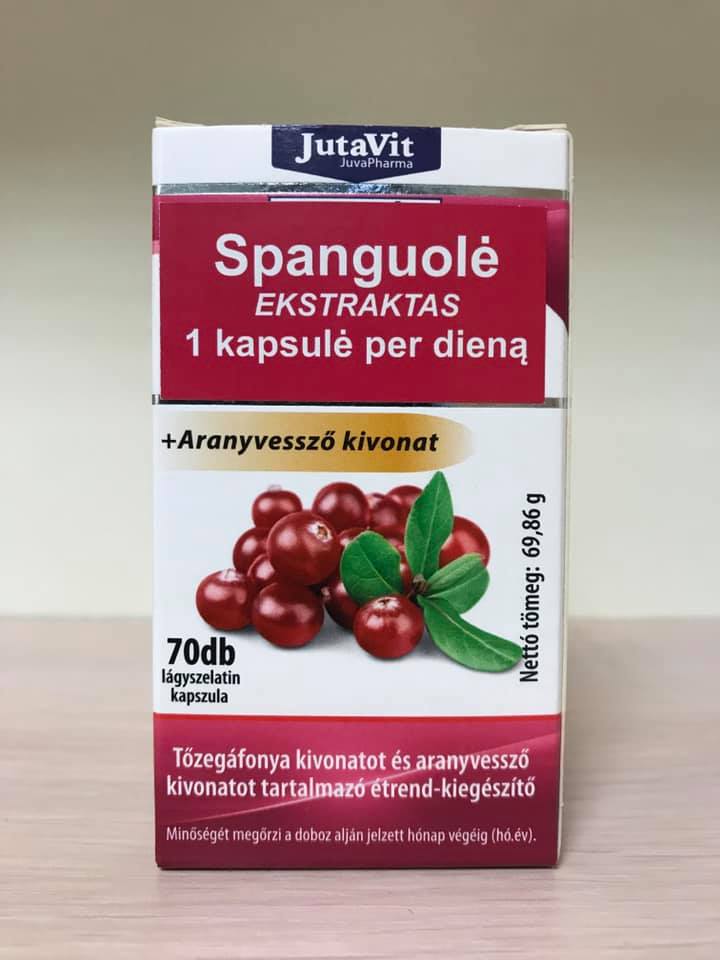 JutaVit
JuvaPharma
Spanguolė
EKSTRAKTAS
1 kapsulė per dieną
+Aranyvessző kivonat
Nettó tömeg: 69,86 g
70db
lágyszelatin
kapszula
Tőzegáfonya kivonatot és aranyvessző
kivonatot tartalmazó étrend-kiegészítő
Minőségét megőrzi a doboz alján jelzett hónap végéig (hó.év).